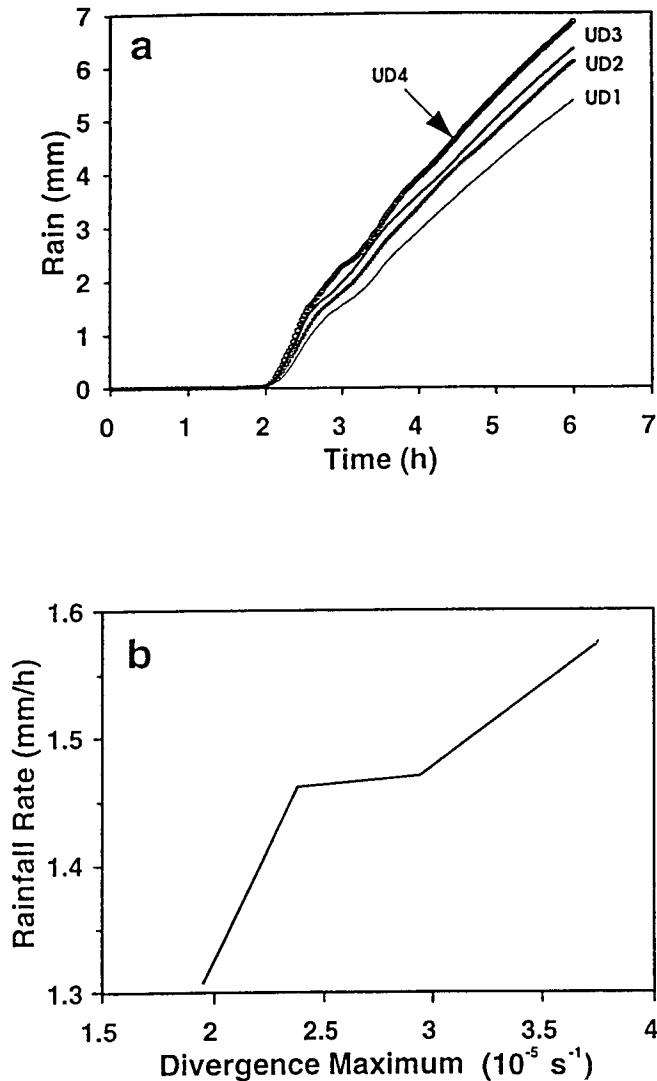 a
7
6
5
4
3
2
1
0
Rain (mm)
UD4
UD3
UD2
UD1
0 1 2 3 4 5 6 7
Time (h)
b
1.6
1.5
1.4
1.3
Rainfall Rate (mm/h)
1.5 2 2.5 3 3.5 4
Divergence Maximum (10⁻⁵ s⁻¹)